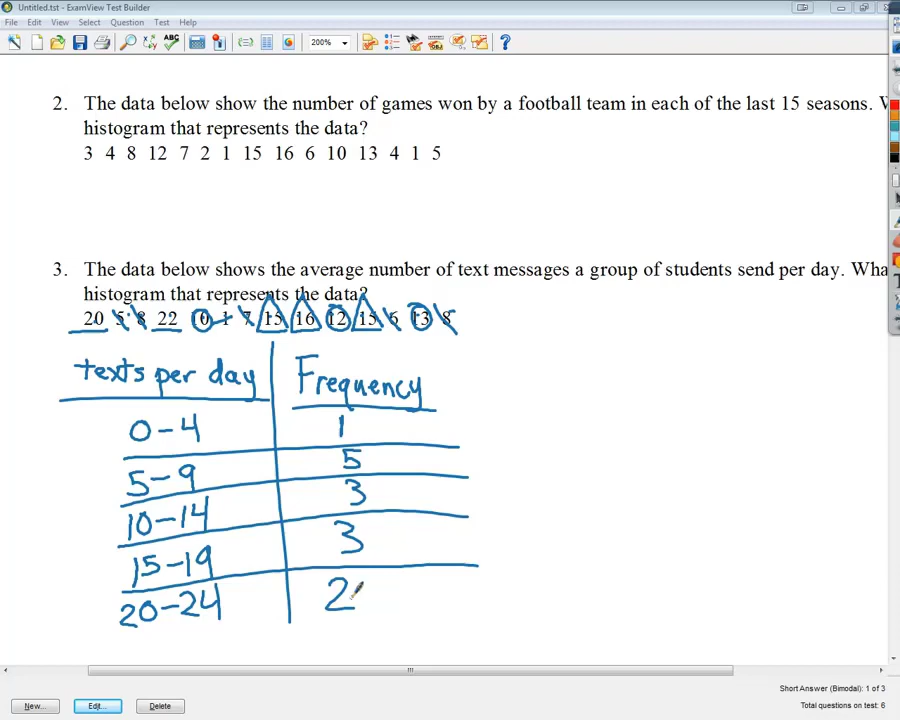 Untitled.tst - ExamView Test Builder
File Edit View Select Question Test Help
200%
2. The data below show the number of games won by a football team in each of the last 15 seasons.
histogram that represents the data?
3 4 8 12 7 2 1 15 16 6 10 13 4 1 5
3. The data below shows the average number of text messages a group of students send per day. Wha
histogram that represents the data?
20 5 8 22 10 1 7 15 16 12 15 6 13 8
texts per day Frequency
0-4 1
5-9 5
10-14 3
15-19 3
20-24 2
New... Edit... Delete
Short Answer (Bimodal): 1 of 3
Total questions on test: 6